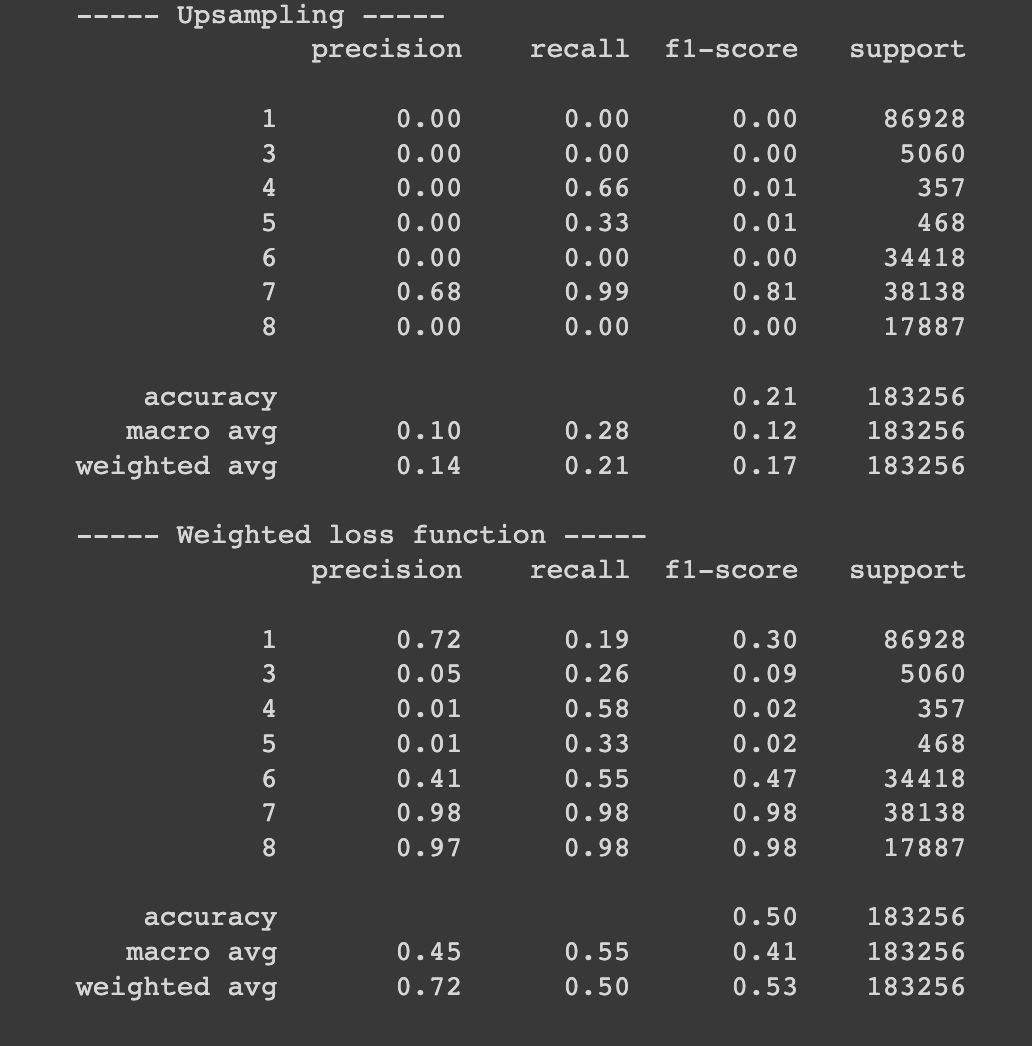 ----- Upsampling -----
precision recall f1-score support
1 0.00 0.00 0.00 86928
3 0.00 0.00 0.00 5060
4 0.00 0.66 0.01 357
5 0.00 0.33 0.01 468
6 0.00 0.00 0.00 34418
7 0.68 0.99 0.81 38138
8 0.00 0.00 0.00 17887
accuracy 0.21 183256
macro avg 0.10 0.28 0.12 183256
weighted avg 0.14 0.21 0.17 183256
----- Weighted loss function -----
precision recall f1-score support
1 0.72 0.19 0.30 86928
3 0.05 0.26 0.09 5060
4 0.01 0.58 0.02 357
5 0.01 0.33 0.02 468
6 0.41 0.55 0.47 34418
7 0.98 0.98 0.98 38138
8 0.97 0.98 0.98 17887
accuracy 0.50 183256
macro avg 0.45 0.55 0.41 183256
weighted avg 0.72 0.50 0.53 183256